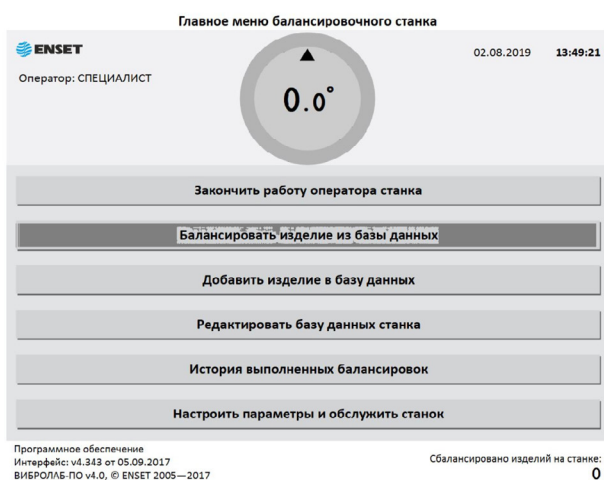 Главное меню балансировочного станка
ENSET
02.08.2019 13:49:21
Оператор: СПЕЦИАЛИСТ
0.0°
Закончить работу оператора станка
Балансировать изделие из базы данных
Добавить изделие в базу данных
Редактировать базу данных станка
История выполненных балансировок
Настроить параметры и обслужить станок
Программное обеспечение
Интерфейс: v4.343 от 05.09.2017
ВИБРОЛАБ-ПО v4.0, © ENSET 2005—2017
Сбалансировано изделий на станке:
0